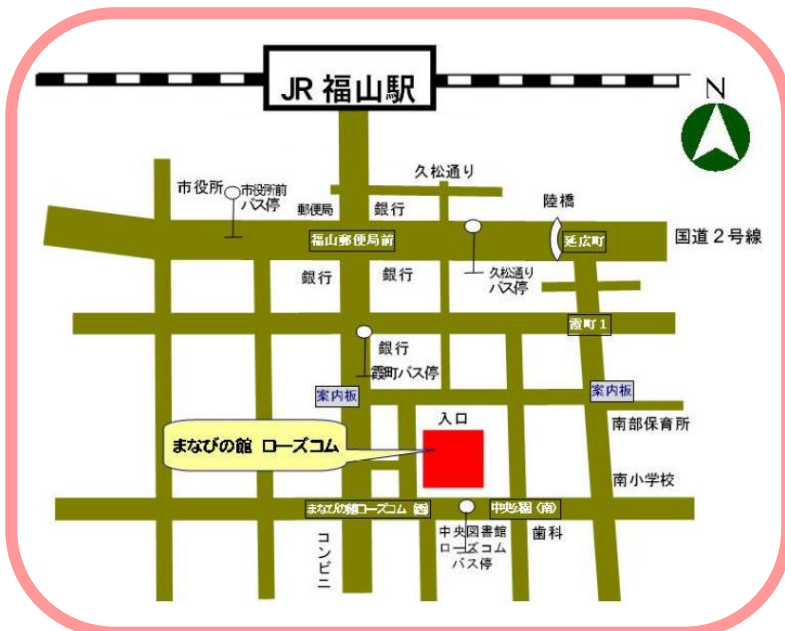 JR 福山駅
N
久松通り
市役所
市役所前
バス停
郵便局
銀行
陸橋
福山郵便局前
延広町
国道2号線
銀行
銀行
久松通り
バス停
霞町1
銀行
霞町バス停
案内板
案内板
入口
まなびの館 ローズコム
南部保育所
南小学校
まなびの館ローズコム(西)
中央公園(南)
コンビニ
中央図書館
ローズコム
バス停
歯科